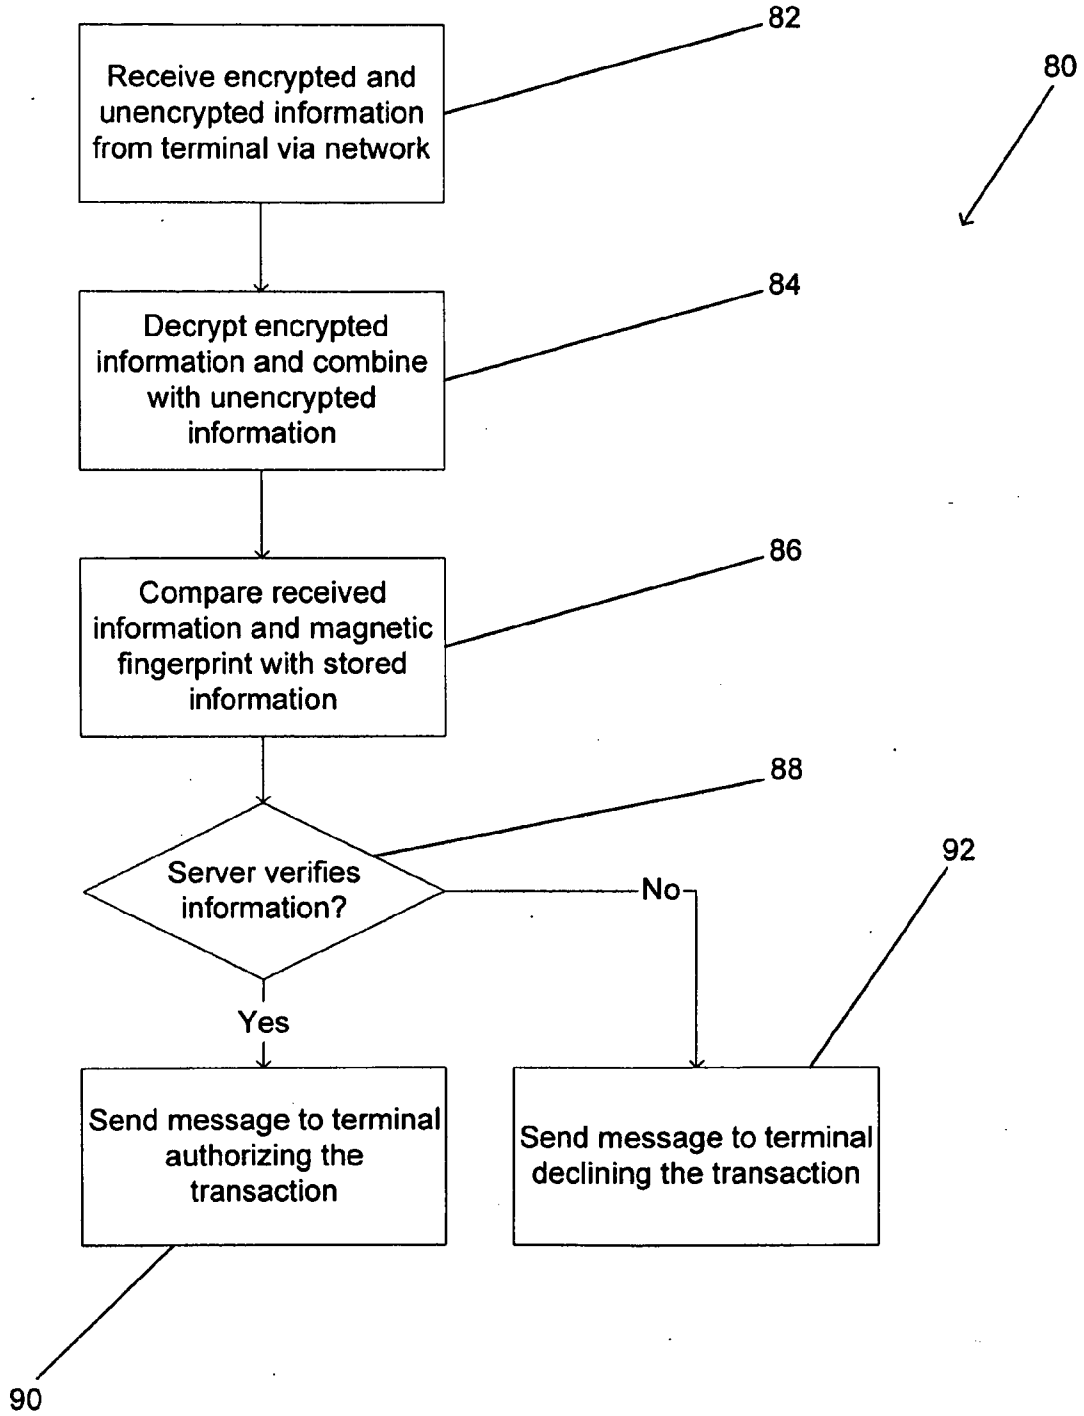 82
80
Receive encrypted and
unencrypted information
from terminal via network
84
Decrypt encrypted
information and combine
with unencrypted
information
86
Compare received
information and magnetic
fingerprint with stored
information
88
Server verifies
information?
No
92
Yes
Send message to terminal
authorizing the
transaction
Send message to terminal
declining the transaction
90